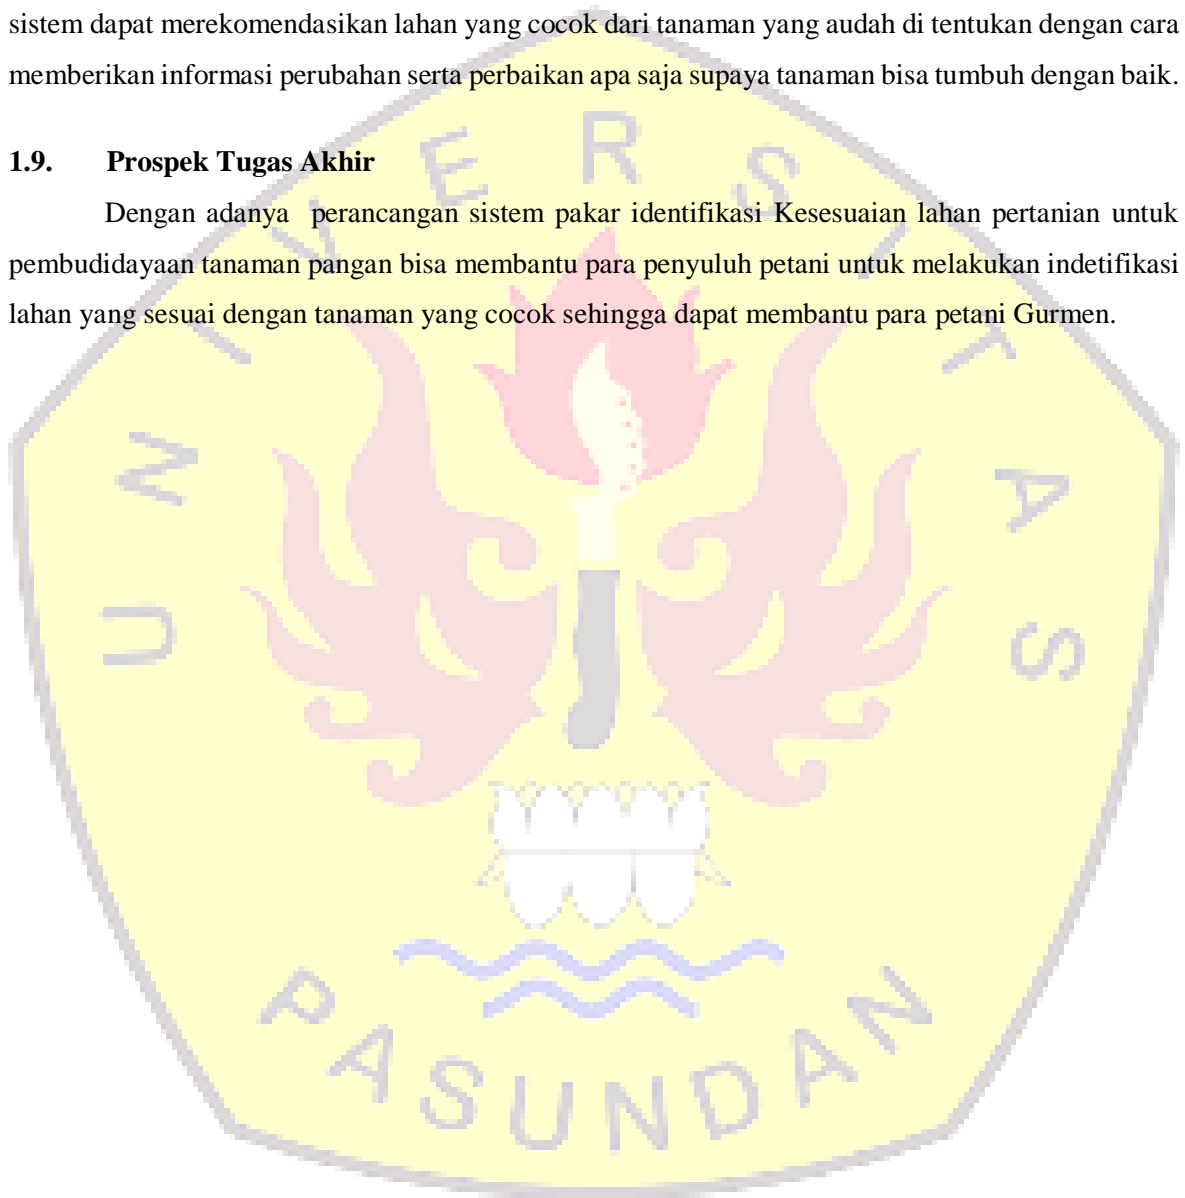 sistem dapat merekomendasikan lahan yang cocok dari tanaman yang audah di tentukan dengan cara
memberikan informasi perubahan serta perbaikan apa saja supaya tanaman bisa tumbuh dengan baik.
1.9. Prospek Tugas Akhir
Dengan adanya perancangan sistem pakar identifikasi Kesesuaian lahan pertanian untuk
pembudidayaan tanaman pangan bisa membantu para penyuluh petani untuk melakukan indetifikasi
lahan yang sesuai dengan tanaman yang cocok sehingga dapat membantu para petani Gurmen.
UNIVERSITAS
PASUNDAN